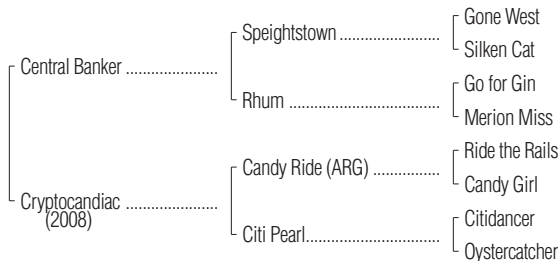 Gone West
Speightstown ....................
Silken Cat
Central Banker .....................
Go for Gin
Rhum ..............................
Merion Miss
Ride the Rails
Candy Ride (ARG) ..............
Candy Girl
Cryptocandiac .....................
(2008)
Citidancer
Citi Pearl............................
Oystercatcher